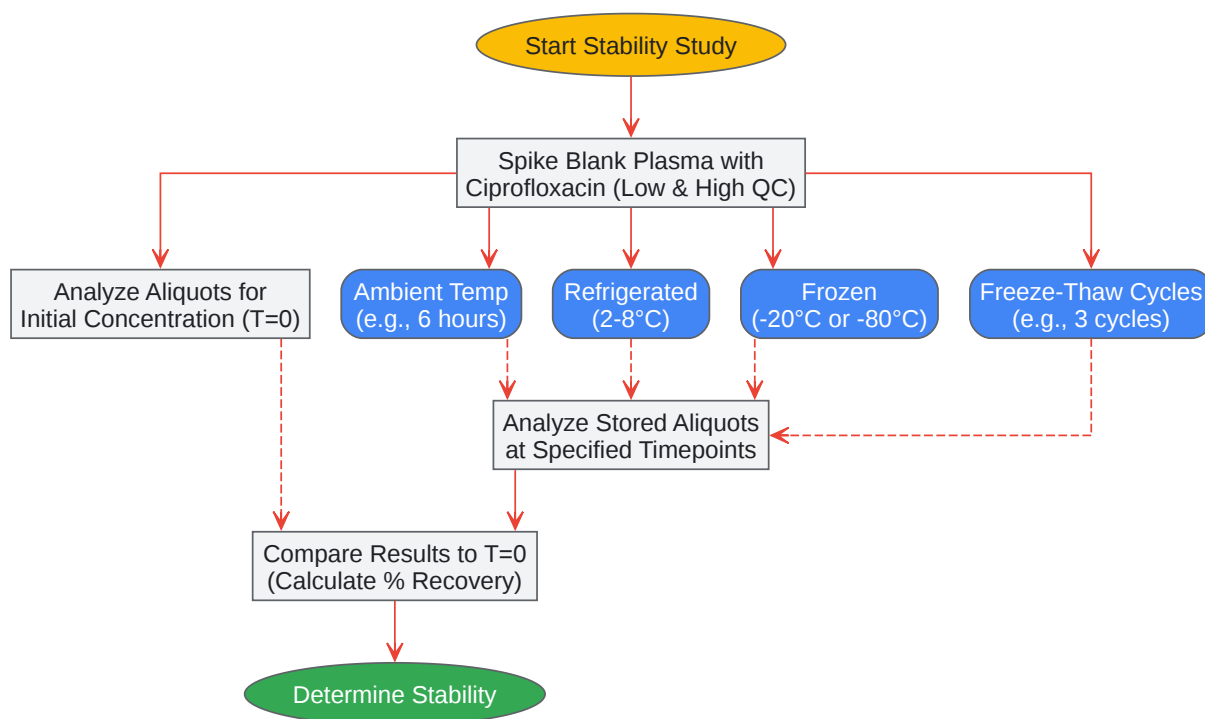 Start Stability Study
Spike Blank Plasma with
Ciprofloxacin (Low & High QC)
Analyze Aliquots for
Initial Concentration (T=0)
Ambient Temp
(e.g., 6 hours)
Refrigerated
(2-8°C)
Frozen
(-20°C or -80°C)
Freeze-Thaw Cycles
(e.g., 3 cycles)
Analyze Stored Aliquots
at Specified Timepoints
Compare Results to T=0
(Calculate % Recovery)
Determine Stability